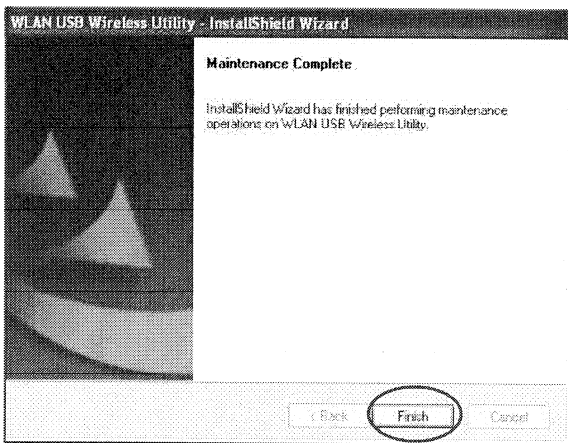 WLAN USB Wireless Utility - InstallShield Wizard
Maintenance Complete
InstallShield Wizard has finished performing maintenance
operations on WLAN USB Wireless Utility.
< Back Finish Cancel